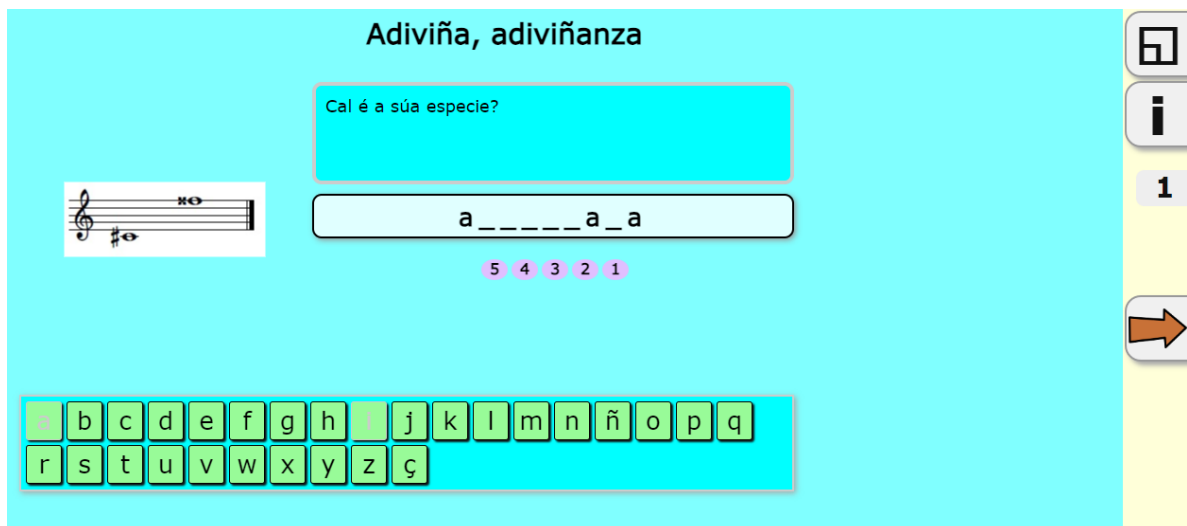 Adiviña, adiviñanza
Cal é a súa especie?
a _ _ _ _ _ a _ a
5 4 3 2 1
a b c d e f g h i j k l m n ñ o p q
r s t u v w x y z ç
i
1